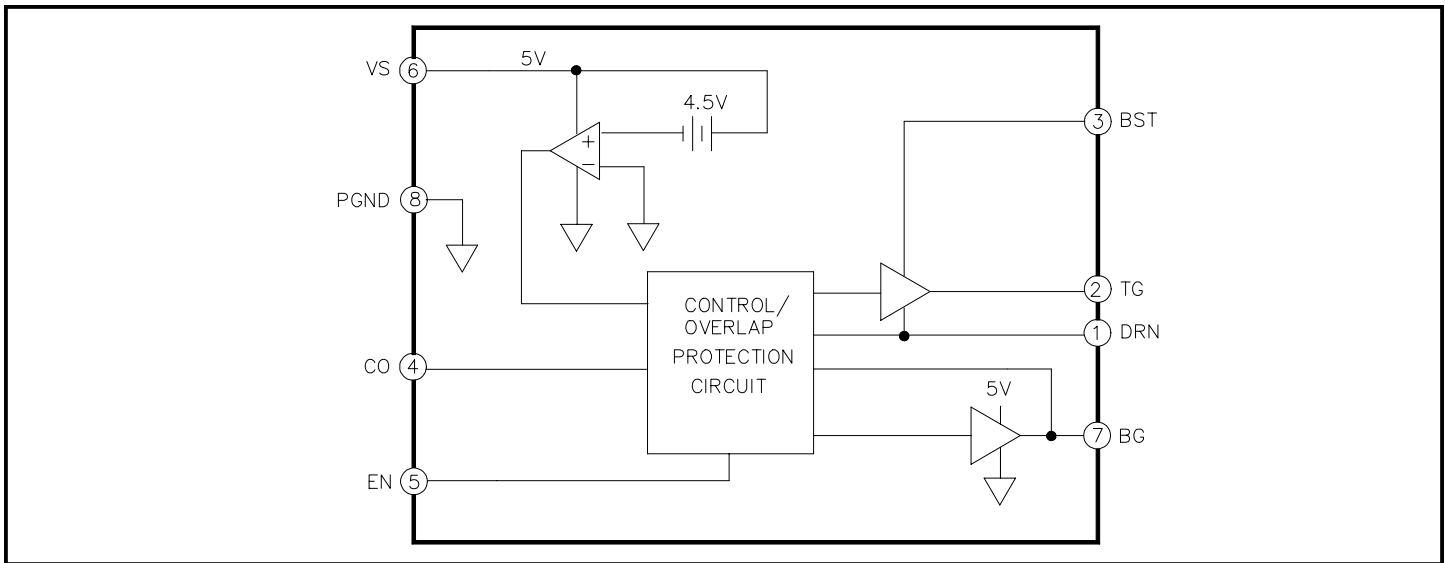 VS 6 5V
4.5V
3 BST
+
−
PGND 8
2 TG
CONTROL/
OVERLAP
PROTECTION
CIRCUIT
1 DRN
CO 4
5V
7 BG
EN 5